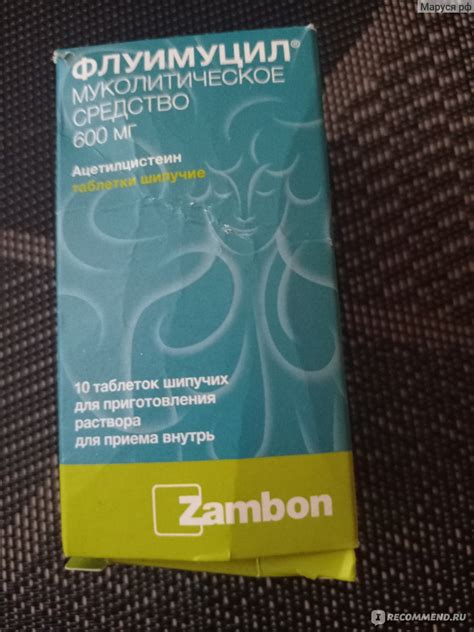 Маруся.рф
ФЛУИМУЦИЛ®
МУКОЛИТИЧЕСКОЕ
СРЕДСТВО
600 МГ
Ацетилцистеин
таблетки шипучие
10 таблеток шипучих
для приготовления
раствора
для приема внутрь
Zambon
IRECOMMEND.RU